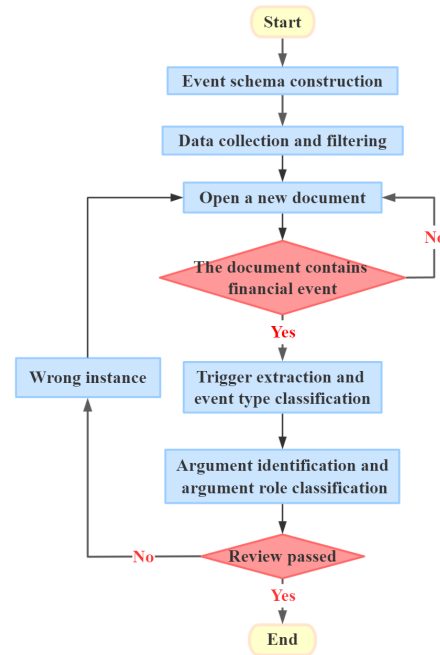 Start
Event schema construction
Data collection and filtering
Open a new document
No
The document contains
financial event
Yes
Wrong instance
Trigger extraction and
event type classification
Argument identification and
argument role classification
No
Review passed
Yes
End